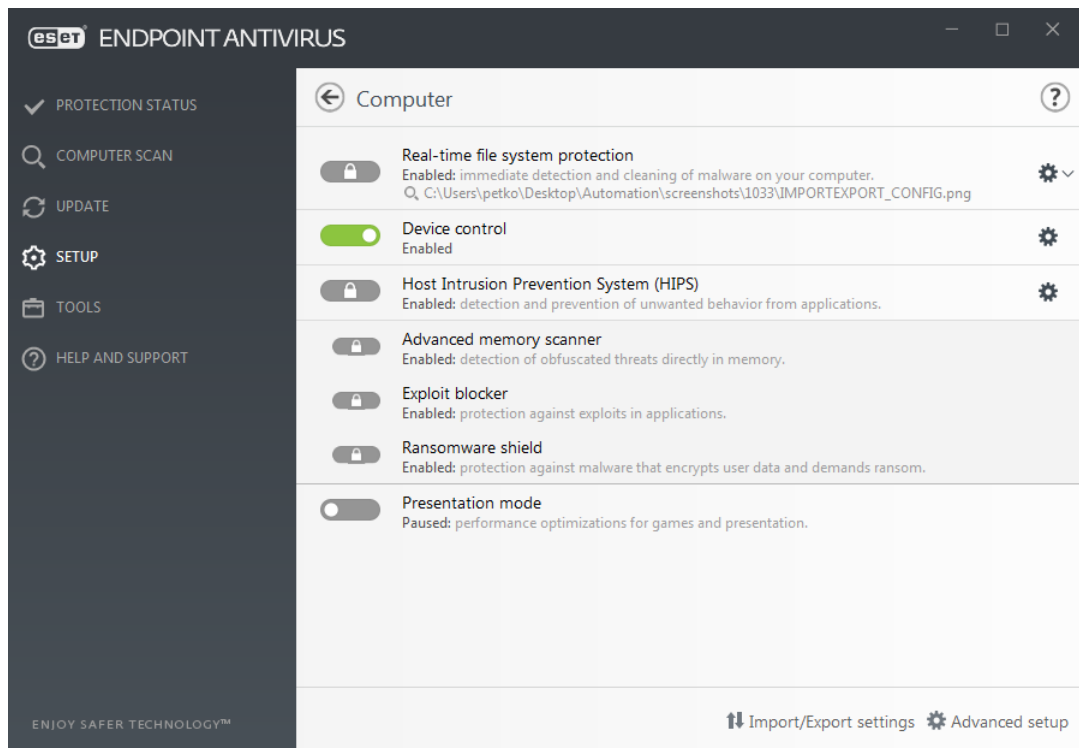 eset ENDPOINT ANTIVIRUS
PROTECTION STATUS
COMPUTER SCAN
UPDATE
SETUP
TOOLS
HELP AND SUPPORT
ENJOY SAFER TECHNOLOGY™
Computer
?
Real-time file system protection
Enabled: immediate detection and cleaning of malware on your computer.
C:\Users\petko\Desktop\Automation\screenshots\1033\IMPORTEXPORT_CONFIG.png
Device control
Enabled
Host Intrusion Prevention System (HIPS)
Enabled: detection and prevention of unwanted behavior from applications.
Advanced memory scanner
Enabled: detection of obfuscated threats directly in memory.
Exploit blocker
Enabled: protection against exploits in applications.
Ransomware shield
Enabled: protection against malware that encrypts user data and demands ransom.
Presentation mode
Paused: performance optimizations for games and presentation.
Import/Export settings Advanced setup